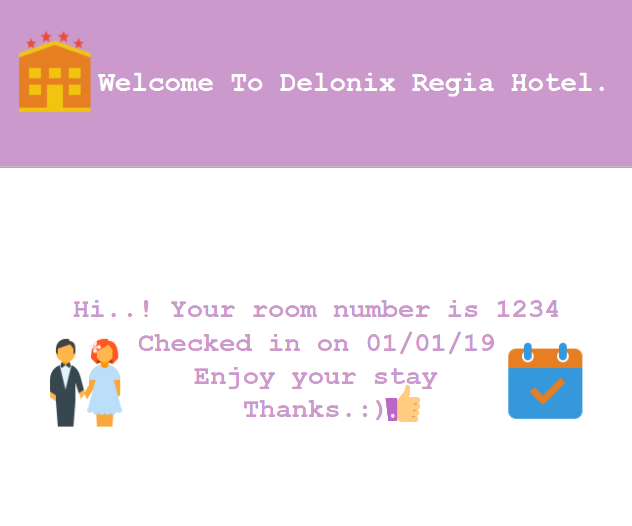 Welcome To Delonix Regia Hotel.
Hi..! Your room number is 1234
Checked in on 01/01/19
Enjoy your stay
Thanks.:)